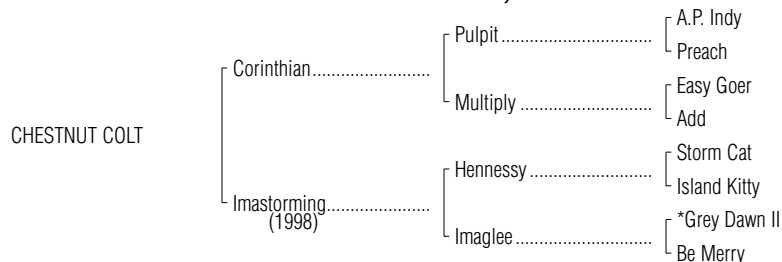 A.P. Indy
Pulpit
Preach
Corinthian
Easy Goer
Multiply
Add
CHESTNUT COLT
Storm Cat
Hennessy
Island Kitty
Imastorming
(1998)
*Grey Dawn II
Imaglee
Be Merry